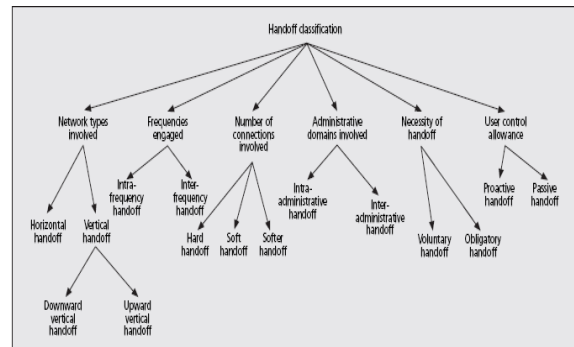 Handoff classification
Network types
involved
Frequencies
engaged
Number of
connections
involved
Administrative
domains involved
Necessity of
handoff
User control
allowance
Horizontal
handoff
Vertical
handoff
Intra-
frequency
handoff
Inter-
frequency
handoff
Hard
handoff
Soft
handoff
Softer
handoff
Intra-
administrative
handoff
Inter-
administrative
handoff
Voluntary
handoff
Obligatory
handoff
Proactive
handoff
Passive
handoff
Downward
vertical
handoff
Upward
vertical
handoff